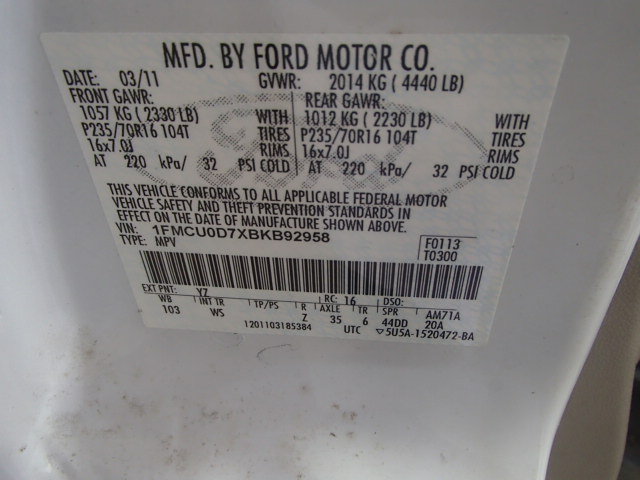 MFD. BY FORD MOTOR CO.
DATE: 03/11 GVWR: 2014 KG ( 4440 LB)
FRONT GAWR: REAR GAWR:
1057 KG ( 2330 LB) WITH 1012 KG ( 2230 LB) WITH
P235/70R16 104T TIRES P235/70R16 104T TIRES
16x7.0J RIMS 16x7.0J RIMS
AT 220 kPa/ 32 PSI COLD AT 220 kPa/ 32 PSI COLD
THIS VEHICLE CONFORMS TO ALL APPLICABLE FEDERAL MOTOR
VEHICLE SAFETY AND THEFT PREVENTION STANDARDS IN
EFFECT ON THE DATE OF MANUFACTURE SHOWN ABOVE.
VIN: 1FMCU0D7XBKB92958
TYPE: MPV
F0113
T0300
EXT PNT: YZ RC: 16 DSO:
WB INT TR TP/PS R AXLE TR SPR AM71A
103 WS Z 35 6 44DD 20A
1201103185384 UTC ▽5U5A-1520472-BA
Ford